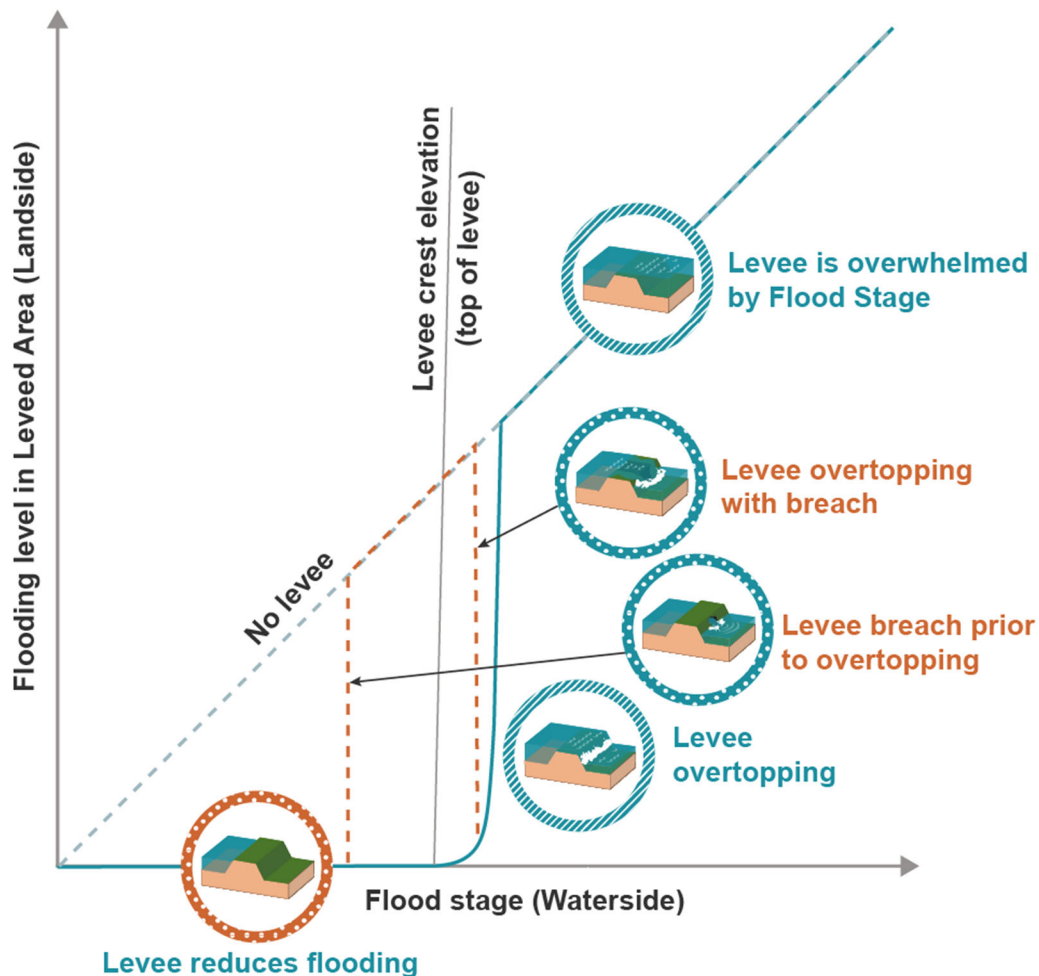 Flooding level in Leveed Area (Landside)
Levee crest elevation
(top of levee)
Levee is overwhelmed
by Flood Stage
Levee overtopping
with breach
No levee
Levee breach prior
to overtopping
Levee
overtopping
Flood stage (Waterside)
Levee reduces flooding